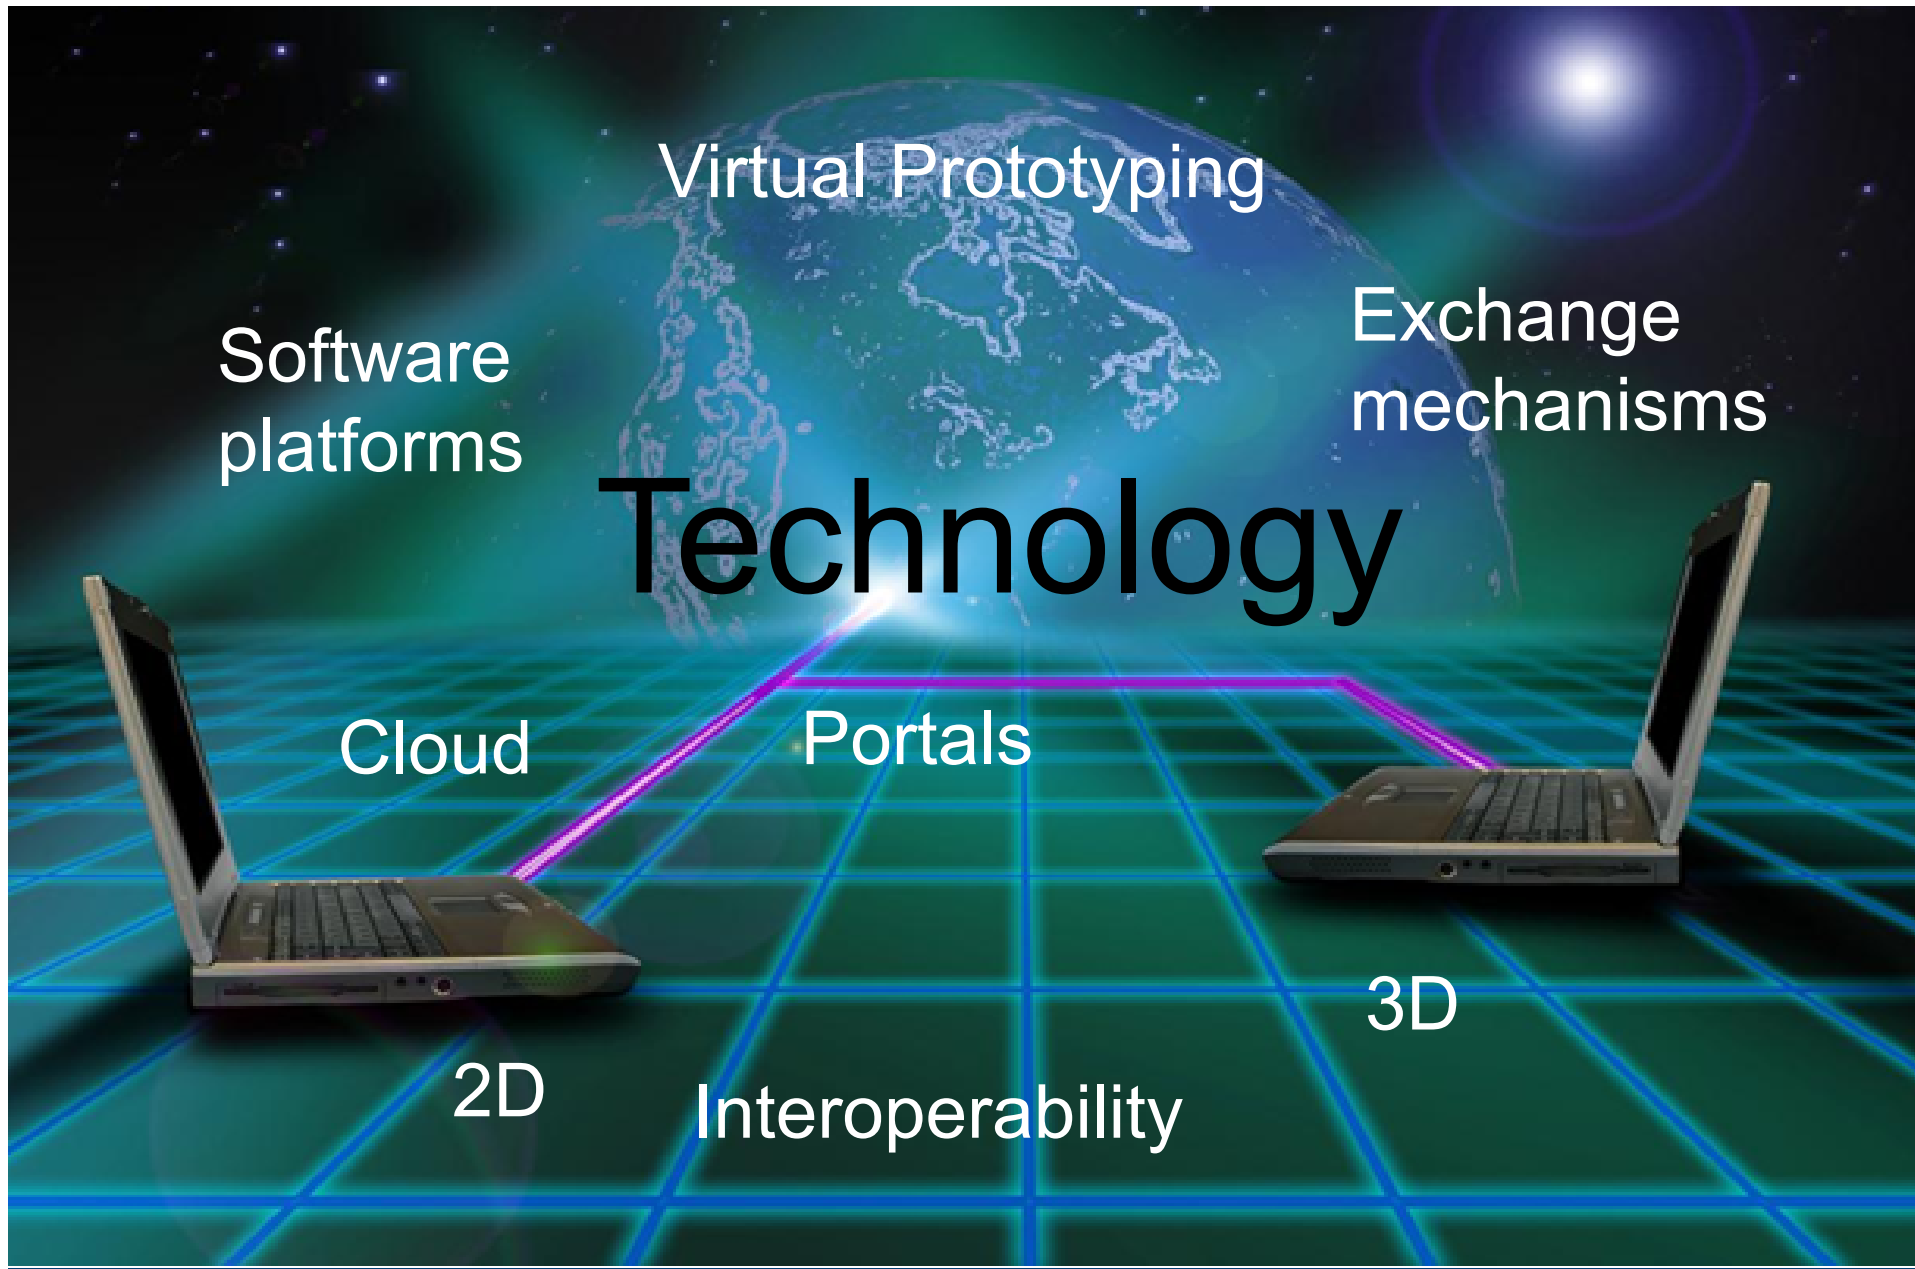 Virtual Prototyping
Software
platforms
Exchange
mechanisms
Technology
Cloud
Portals
3D
2D
Interoperability